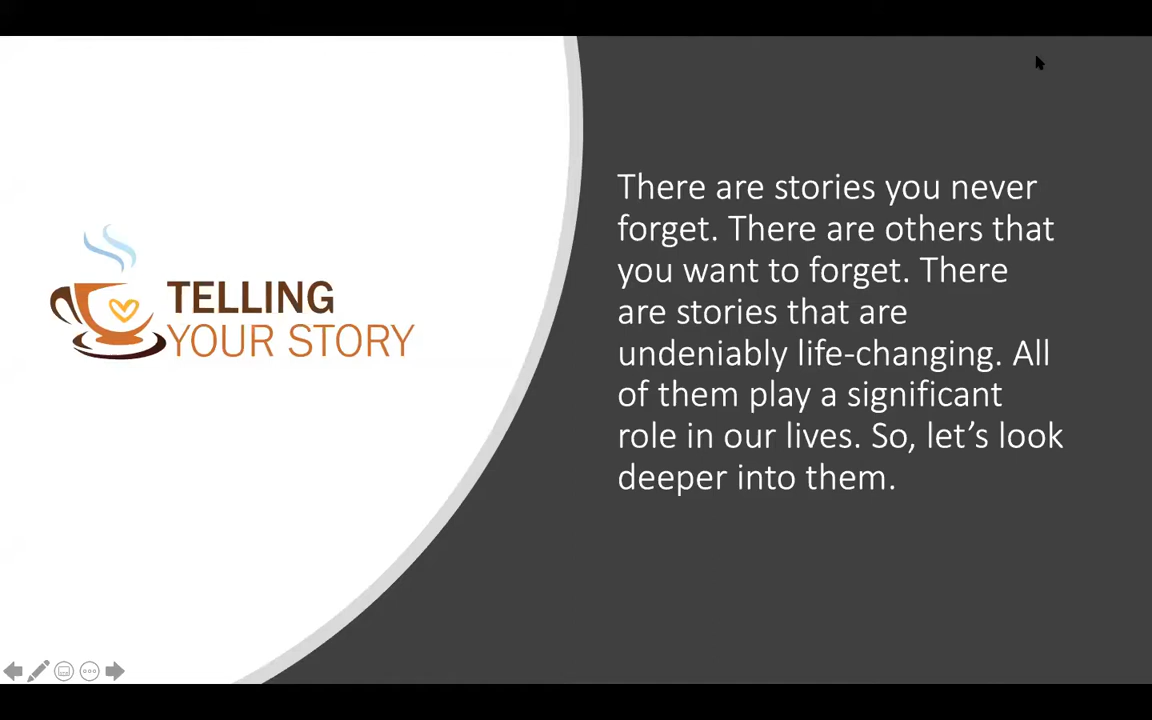 TELLING
YOUR STORY
There are stories you never
forget. There are others that
you want to forget. There
are stories that are
undeniably life-changing. All
of them play a significant
role in our lives. So, let’s look
deeper into them.